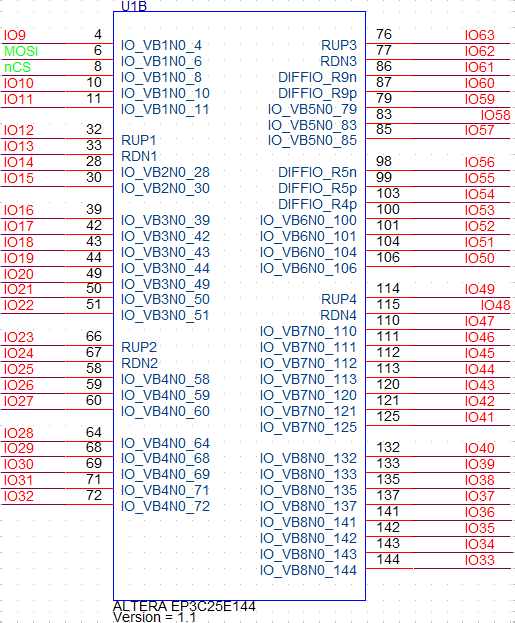 U1B
IO9 4 IO_VB1N0_4
MOSI 6 IO_VB1N0_6
nCS 8 IO_VB1N0_8
IO10 10 IO_VB1N0_10
IO11 11 IO_VB1N0_11
IO12 32 RUP1
IO13 33 RDN1
IO14 28 IO_VB2N0_28
IO15 30 IO_VB2N0_30
IO16 39 IO_VB3N0_39
IO17 42 IO_VB3N0_42
IO18 43 IO_VB3N0_43
IO19 44 IO_VB3N0_44
IO20 49 IO_VB3N0_49
IO21 50 IO_VB3N0_50
IO22 51 IO_VB3N0_51
IO23 66 RUP2
IO24 67 RDN2
IO25 58 IO_VB4N0_58
IO26 59 IO_VB4N0_59
IO27 60 IO_VB4N0_60
IO28 64 IO_VB4N0_64
IO29 68 IO_VB4N0_68
IO30 69 IO_VB4N0_69
IO31 71 IO_VB4N0_71
IO32 72 IO_VB4N0_72
RUP3 76 IO63
RDN3 77 IO62
DIFFIO_R9n 86 IO61
DIFFIO_R9p 87 IO60
IO_VB5N0_79 79 IO59
IO_VB5N0_83 83 IO58
IO_VB5N0_85 85 IO57
DIFFIO_R5n 98 IO56
DIFFIO_R5p 99 IO55
DIFFIO_R4p 103 IO54
IO_VB6N0_100 100 IO53
IO_VB6N0_101 101 IO52
IO_VB6N0_104 104 IO51
IO_VB6N0_106 106 IO50
RUP4 114 IO49
RDN4 115 IO48
IO_VB7N0_110 110 IO47
IO_VB7N0_111 111 IO46
IO_VB7N0_112 112 IO45
IO_VB7N0_113 113 IO44
IO_VB7N0_120 120 IO43
IO_VB7N0_121 121 IO42
IO_VB7N0_125 125 IO41
IO_VB8N0_132 132 IO40
IO_VB8N0_133 133 IO39
IO_VB8N0_135 135 IO38
IO_VB8N0_137 137 IO37
IO_VB8N0_141 141 IO36
IO_VB8N0_142 142 IO35
IO_VB8N0_143 143 IO34
IO_VB8N0_144 144 IO33
ALTERA EP3C25E144
Version = 1.1